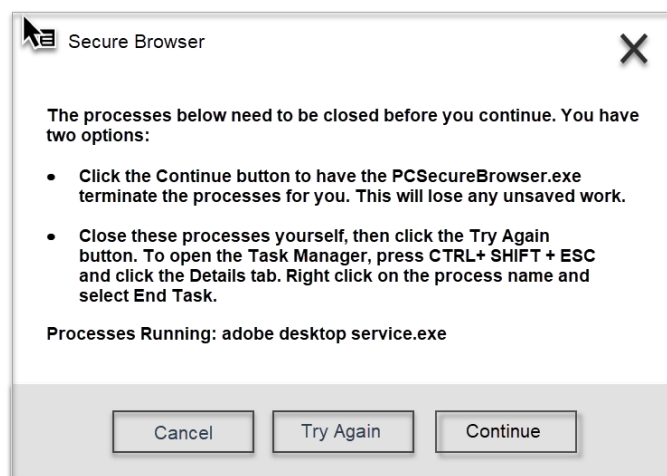 Secure Browser
The processes below need to be closed before you continue. You have
two options:
• Click the Continue button to have the PCSecureBrowser.exe
terminate the processes for you. This will lose any unsaved work.
• Close these processes yourself, then click the Try Again
button. To open the Task Manager, press CTRL+ SHIFT + ESC
and click the Details tab. Right click on the process name and
select End Task.
Processes Running: adobe desktop service.exe
Cancel Try Again Continue